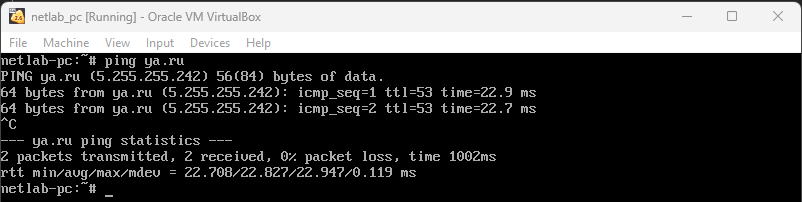 netlab_pc [Running] - Oracle VM VirtualBox
File Machine View Input Devices Help
netlab-pc:~# ping ya.ru
PING ya.ru (5.255.255.242) 56(84) bytes of data.
64 bytes from ya.ru (5.255.255.242): icmp_seq=1 ttl=53 time=22.9 ms
64 bytes from ya.ru (5.255.255.242): icmp_seq=2 ttl=53 time=22.7 ms
^C
--- ya.ru ping statistics ---
2 packets transmitted, 2 received, 0% packet loss, time 1002ms
rtt min/avg/max/mdev = 22.708/22.827/22.947/0.119 ms
netlab-pc:~# _